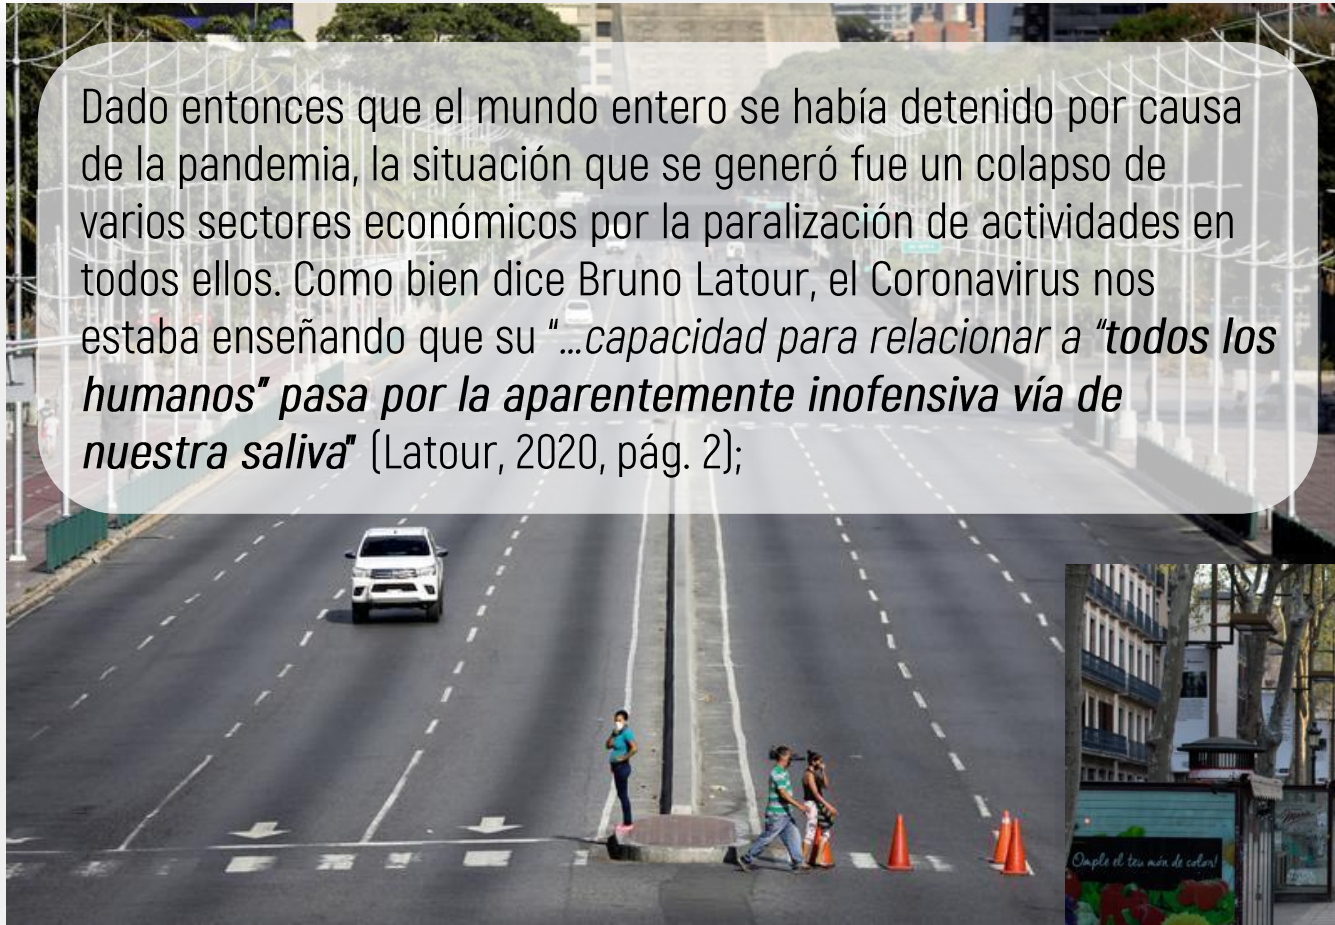 Dado entonces que el mundo entero se había detenido por causa
de la pandemia, la situación que se generó fue un colapso de
varios sectores económicos por la paralización de actividades en
todos ellos. Como bien dice Bruno Latour, el Coronavirus nos
estaba enseñando que su “...capacidad para relacionar a “todos los
humanos” pasa por la aparentemente inofensiva vía de
nuestra saliva” (Latour, 2020, pág. 2);
Omple el teu món de colors!